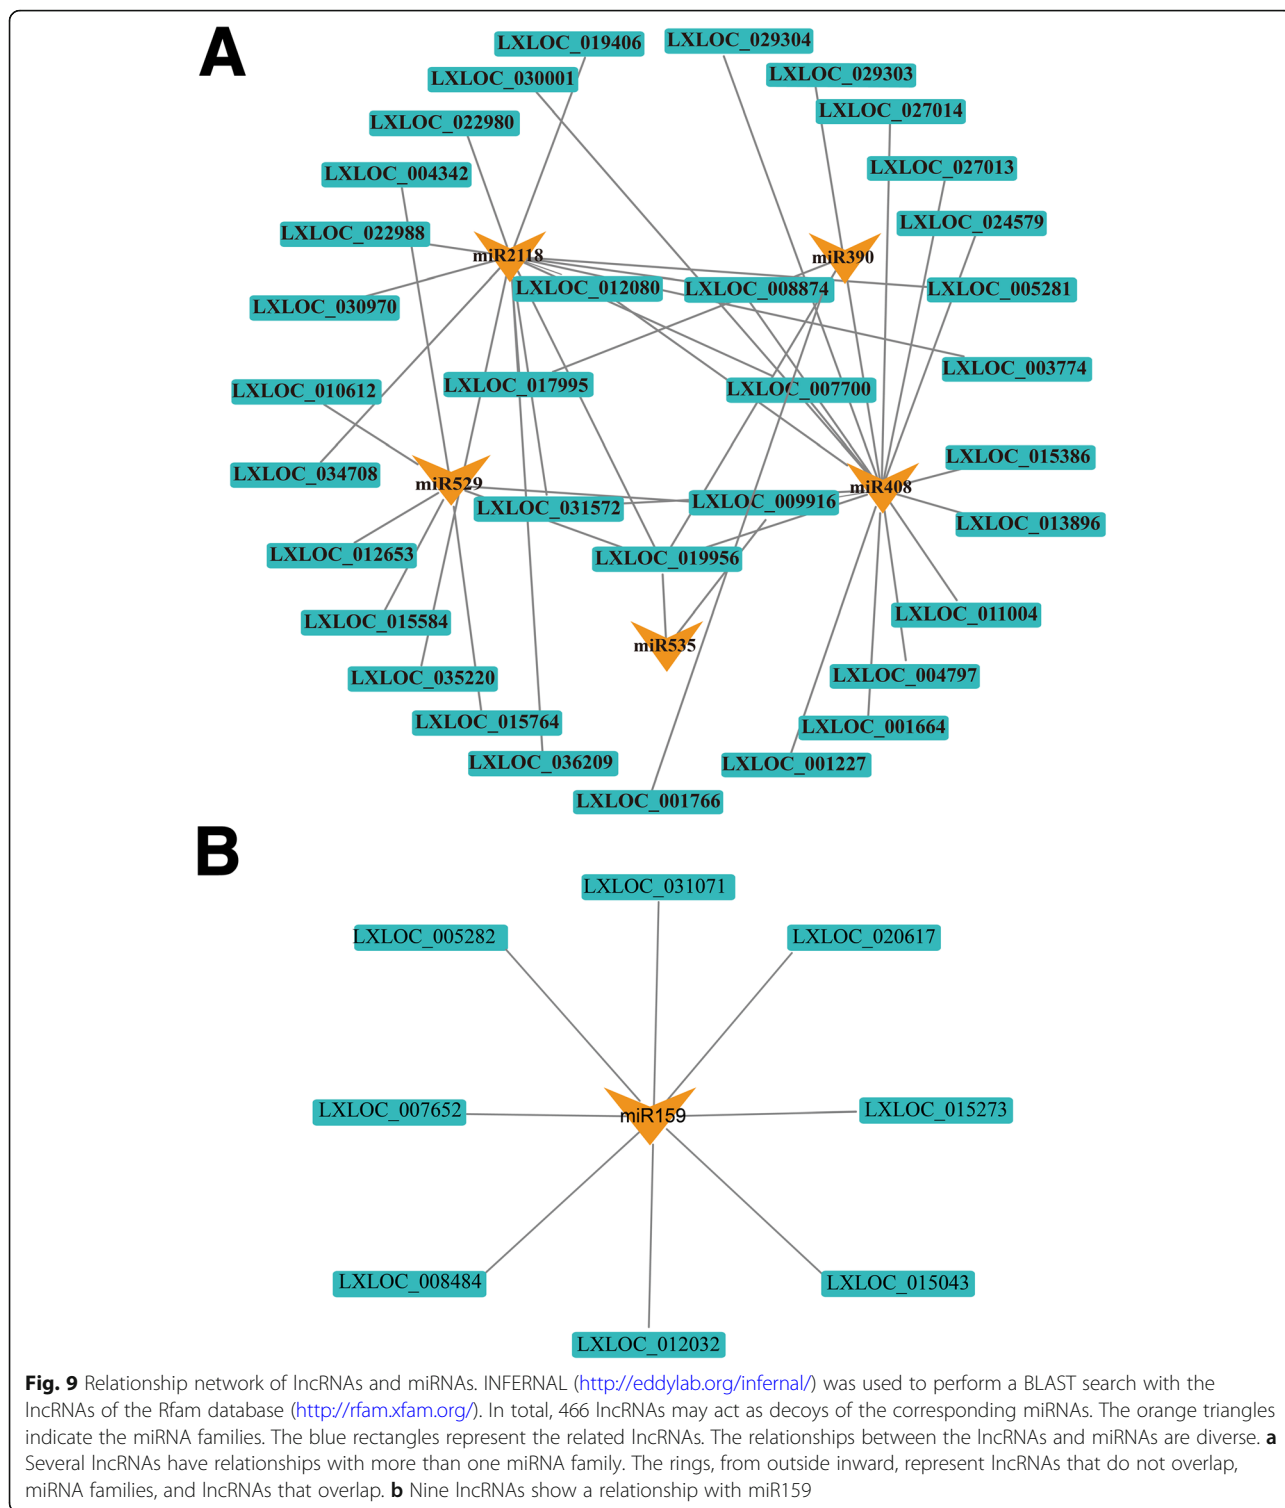 A
LXLOC_019406
LXLOC_029304
LXLOC_030001
LXLOC_029303
LXLOC_027014
LXLOC_022980
LXLOC_004342
LXLOC_027013
LXLOC_022988
LXLOC_024579
miR2118
miR390
LXLOC_012080
LXLOC_008874
LXLOC_005281
LXLOC_030970
LXLOC_003774
LXLOC_010612
LXLOC_017995
LXLOC_007700
LXLOC_034708
LXLOC_015386
miR529
miR408
LXLOC_031572
LXLOC_009916
LXLOC_013896
LXLOC_012653
LXLOC_019956
LXLOC_015584
LXLOC_011004
miR535
LXLOC_035220
LXLOC_004797
LXLOC_015764
LXLOC_001664
LXLOC_036209
LXLOC_001227
LXLOC_001766
B
LXLOC_031071
LXLOC_005282
LXLOC_020617
LXLOC_007652
miR159
LXLOC_015273
LXLOC_008484
LXLOC_015043
LXLOC_012032
Fig. 9 Relationship network of lncRNAs and miRNAs. INFERNAL (http://eddylab.org/infernal/) was used to perform a BLAST search with the
lncRNAs of the Rfam database (http://rfam.xfam.org/). In total, 466 lncRNAs may act as decoys of the corresponding miRNAs. The orange triangles
indicate the miRNA families. The blue rectangles represent the related lncRNAs. The relationships between the lncRNAs and miRNAs are diverse. a
Several lncRNAs have relationships with more than one miRNA family. The rings, from outside inward, represent lncRNAs that do not overlap,
miRNA families, and lncRNAs that overlap. b Nine lncRNAs show a relationship with miR159